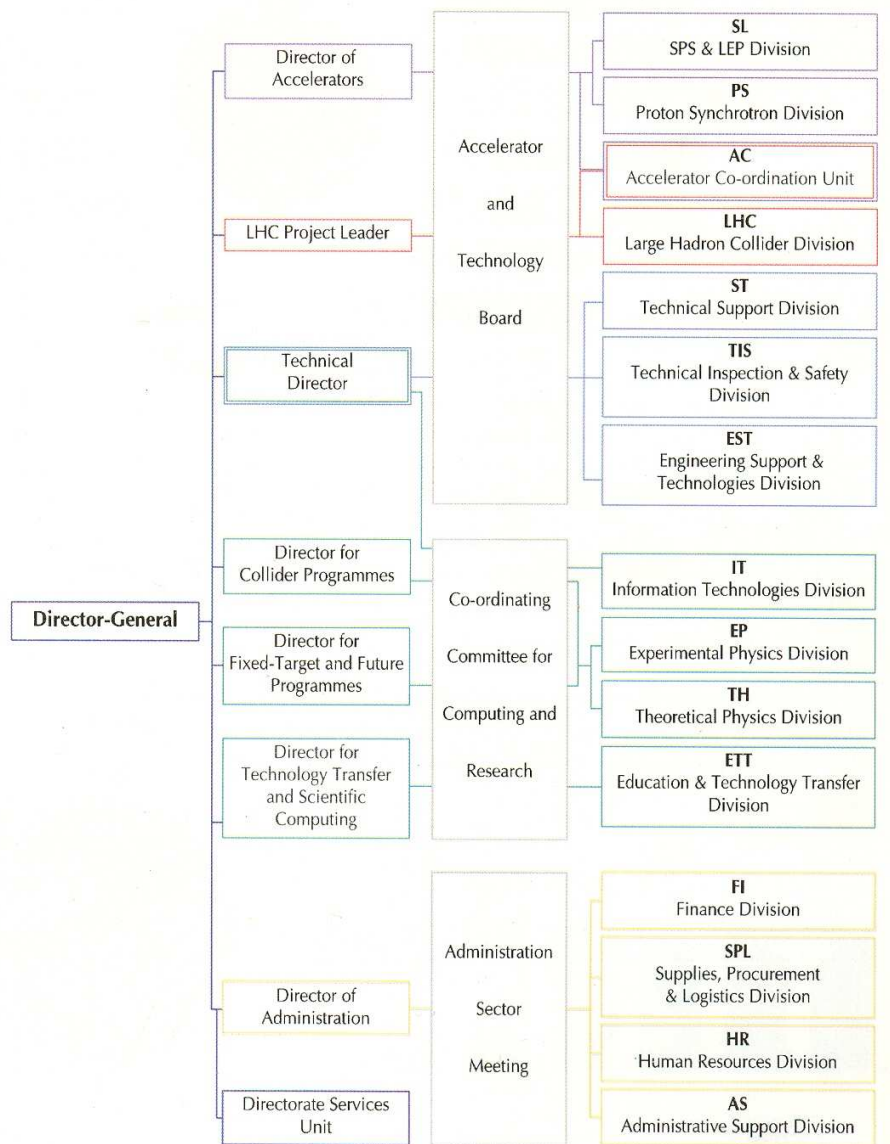 Director-General
Director of
Accelerators
LHC Project Leader
Technical
Director
Director for
Collider Programmes
Director for
Fixed-Target and Future
Programmes
Director for
Technology Transfer
and Scientific
Computing
Director of
Administration
Directorate Services
Unit
Accelerator
and
Technology
Board
Co-ordinating
Committee for
Computing and
Research
Administration
Sector
Meeting
SL
SPS & LEP Division
PS
Proton Synchrotron Division
AC
Accelerator Co-ordination Unit
LHC
Large Hadron Collider Division
ST
Technical Support Division
TIS
Technical Inspection & Safety
Division
EST
Engineering Support &
Technologies Division
IT
Information Technologies Division
EP
Experimental Physics Division
TH
Theoretical Physics Division
ETT
Education & Technology Transfer
Division
FI
Finance Division
SPL
Supplies, Procurement
& Logistics Division
HR
Human Resources Division
AS
Administrative Support Division